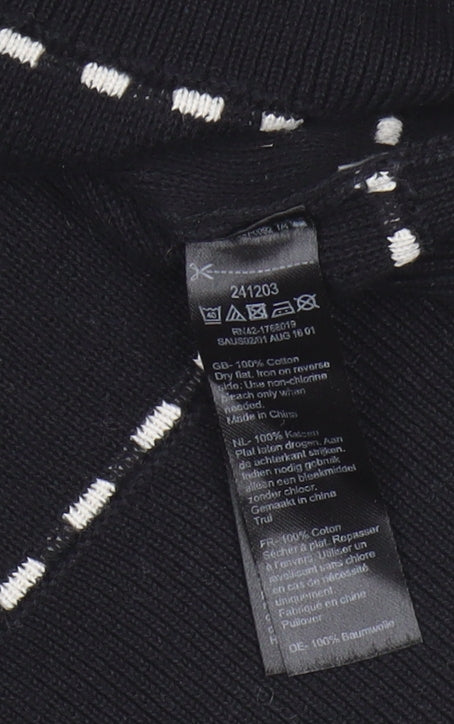 241203
40
RN42-1768019
SAUS02/01 AUG 16 01
GB- 100% Cotton
Dry flat, Iron on reverse
side: Use non-chlorine
bleach only when
needed.
Made in China
NL- 100% Katoen
Plat laten drogen. Aan
de achterkant strijken.
Indien nodig gebruik
alleen een bleekmiddel
zonder chloor.
Gemaakt in china
Trui
FR- 100% Coton
Sécher à plat. Repasser
à l'envers. Utiliser un
javellisant sans chlore
en cas de nécessité
uniquement.
Fabriqué en chine
Pullover
DE- 100% Baumwolle